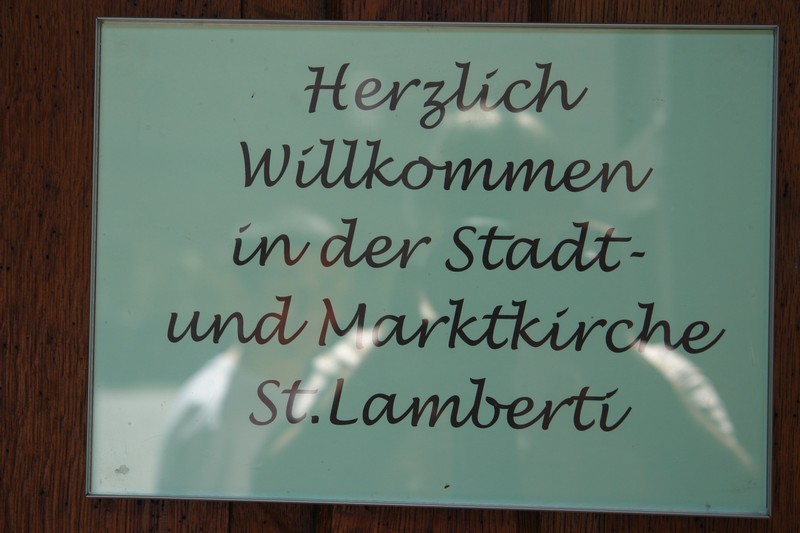 Herzlich
Willkommen
in der Stadt-
und Marktkirche
St.Lamberti